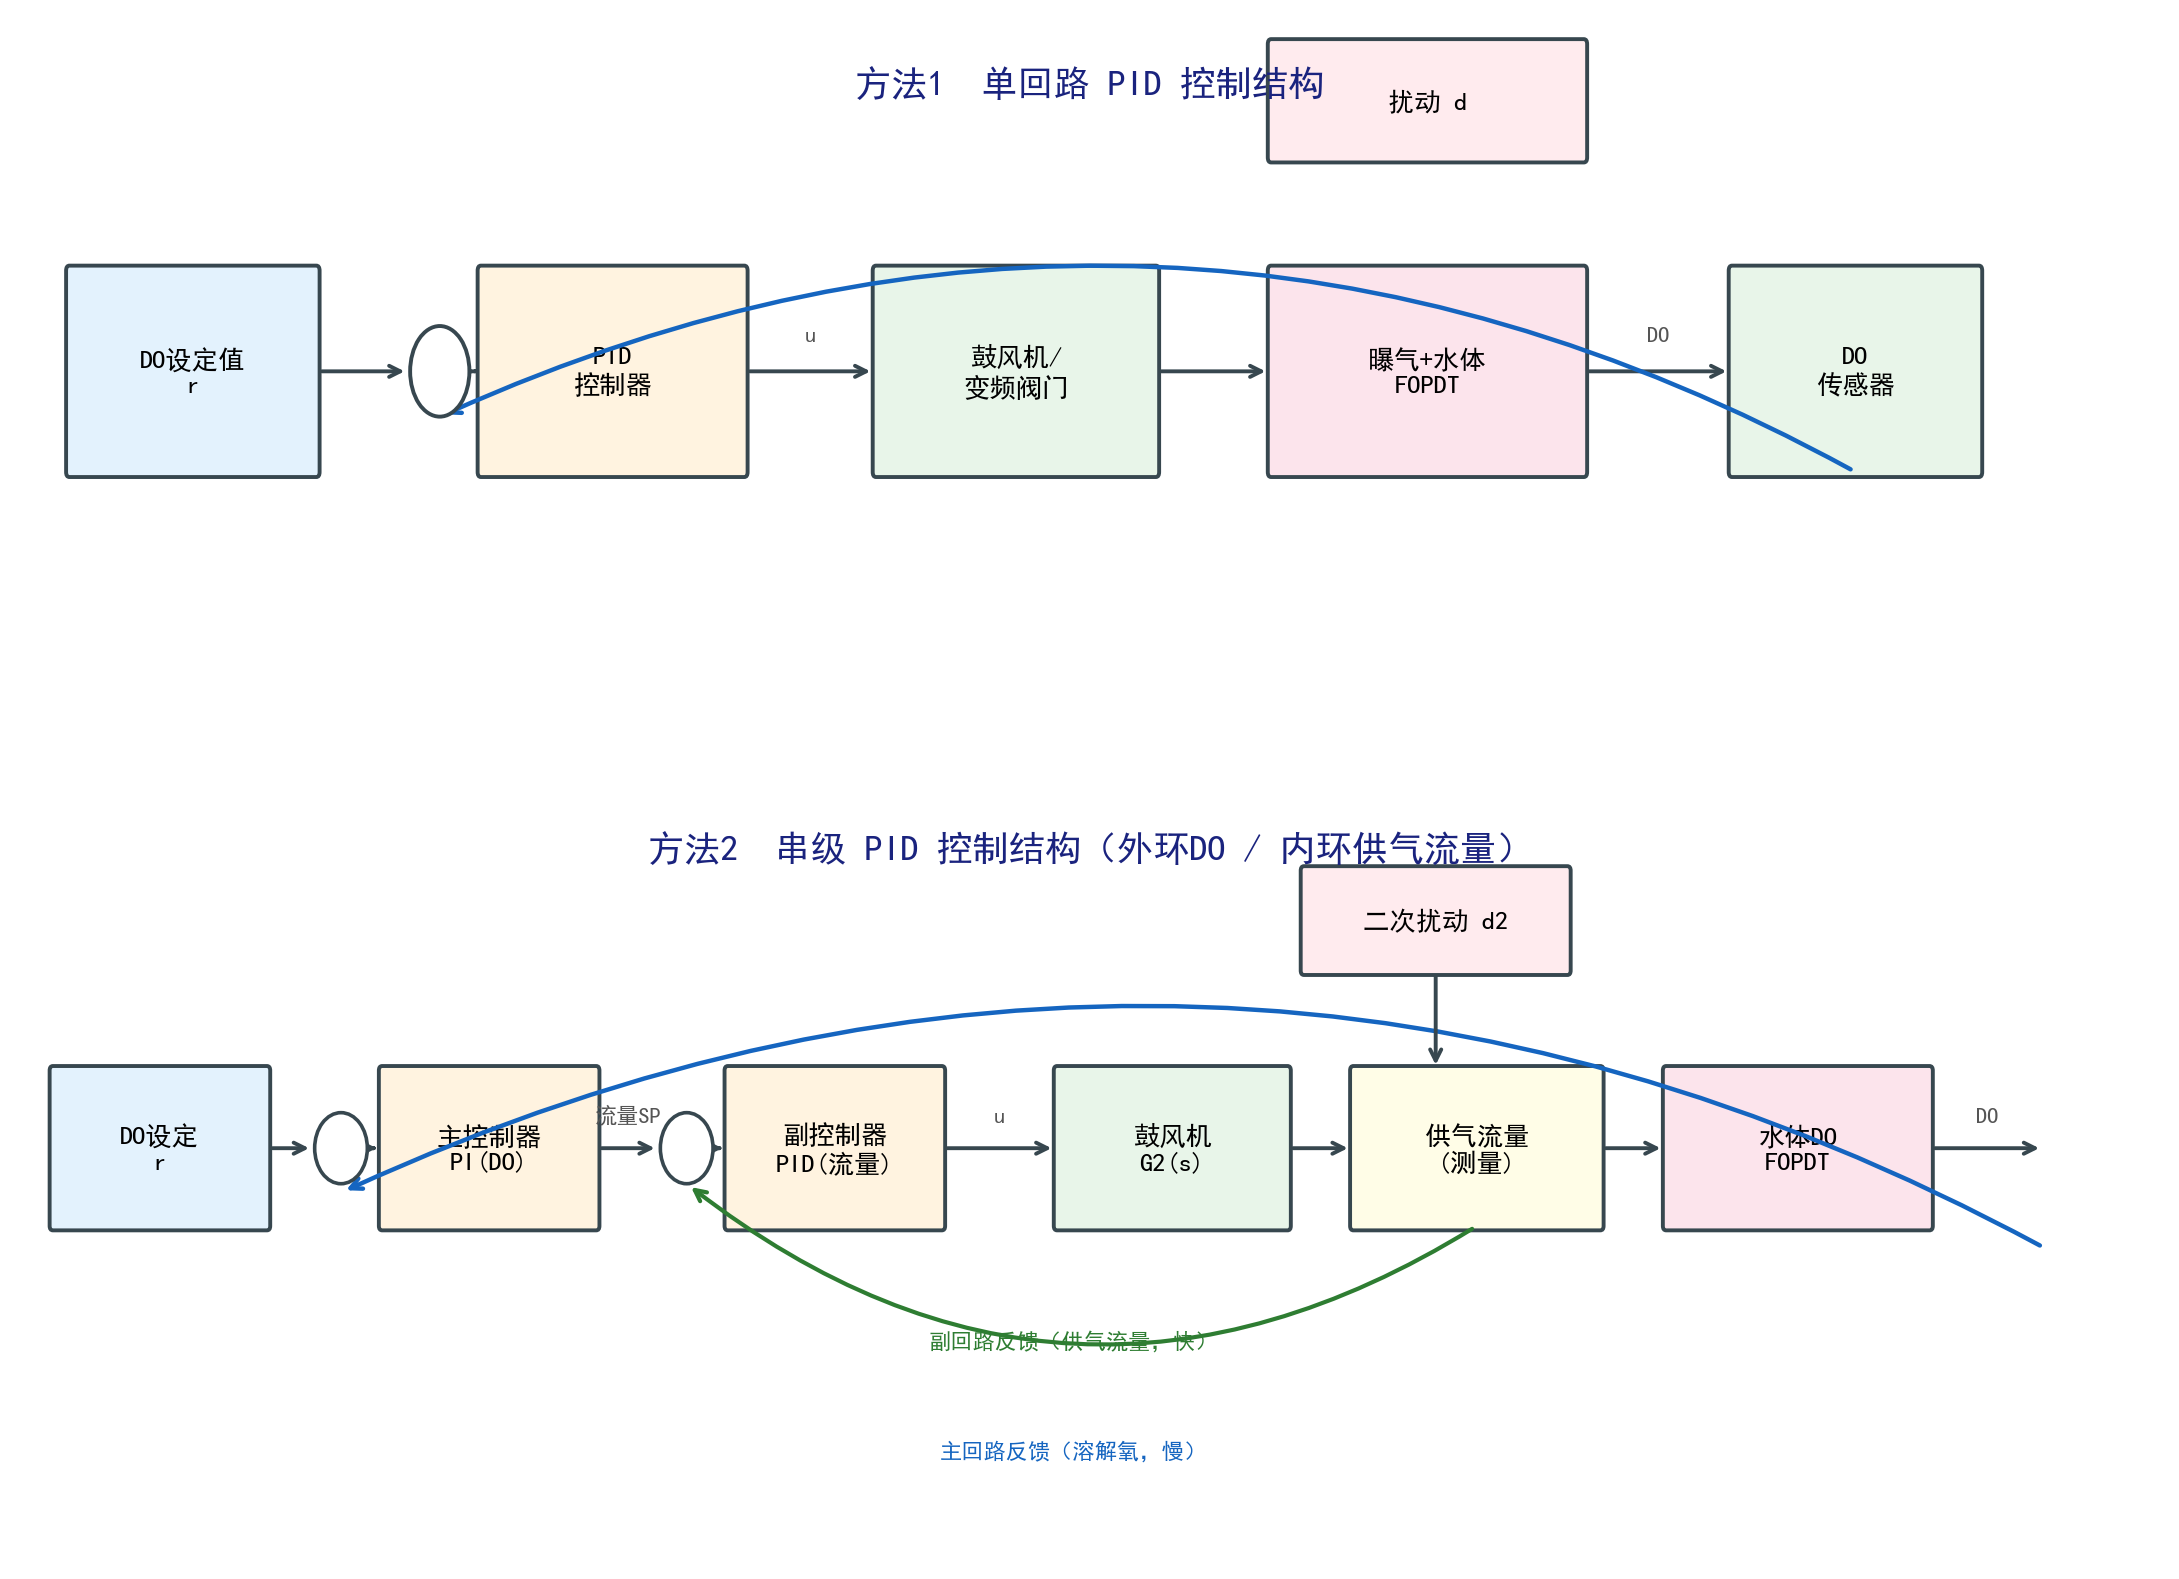 方法1  单回路 PID 控制结构
扰动 d
DO设定值
r
PID
控制器
u
鼓风机/
变频阀门
曝气+水体
FOPDT
DO
DO
传感器
方法2  串级 PID 控制结构（外环DO / 内环供气流量）
二次扰动 d2
DO设定
r
主控制器
PI(DO)
流量SP
副控制器
PID(流量)
u
鼓风机
G2(s)
供气流量
(测量)
水体DO
FOPDT
DO
副回路反馈（供气流量，快）
主回路反馈（溶解氧，慢）